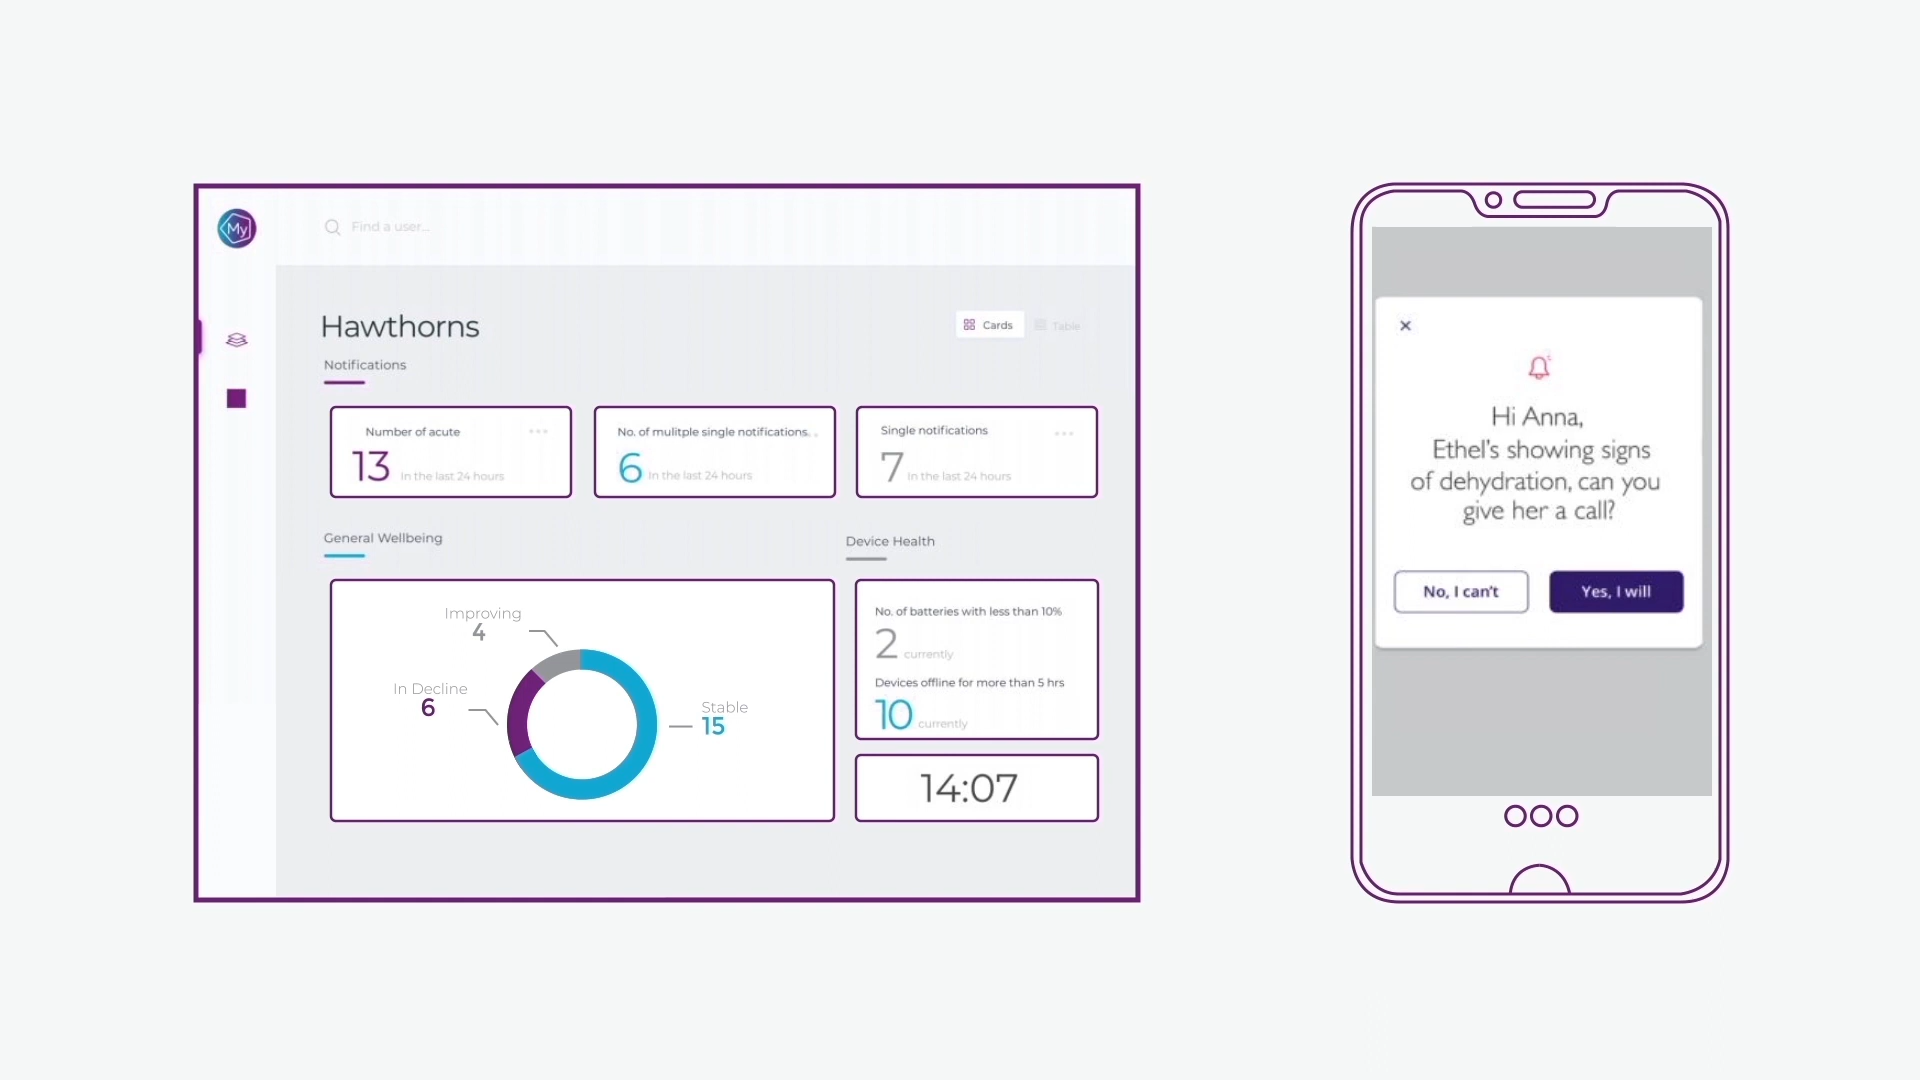 My
Find a user...
Hawthorns
Cards
Table
Notifications
Number of acute
13 In the last 24 hours
No. of mulitple single notifications
6 In the last 24 hours
Single notifications
7 In the last 24 hours
General Wellbeing
Improving
4
In Decline
6
Stable
15
Device Health
No. of batteries with less than 10%
2 currently
Devices offline for more than 5 hrs
10 currently
14:07
Hi Anna,
Ethel's showing signs
of dehydration, can you
give her a call?
No, I can't
Yes, I will